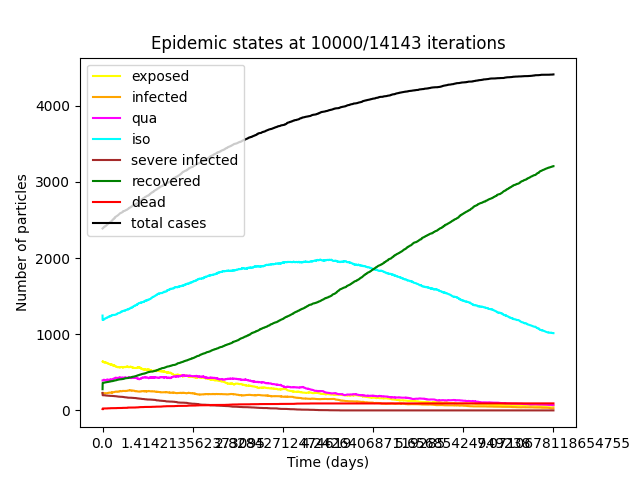 Epidemic states at 10000/14143 iterations
exposed
infected
qua
iso
severe infected
recovered
dead
total cases
Number of particles
4000
3000
2000
1000
0
0.0
Time (days)